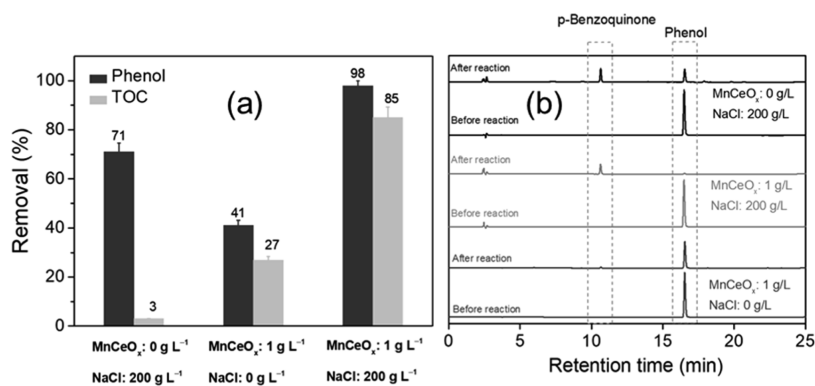 Phenol
TOC
(a)
Removal (%)
100
80
60
40
20
0
71
3
41
27
98
85
MnCeOₓ: 0 g L⁻¹
NaCl: 200 g L⁻¹
MnCeOₓ: 1 g L⁻¹
NaCl: 0 g L⁻¹
MnCeOₓ: 1 g L⁻¹
NaCl: 200 g L⁻¹
p-Benzoquinone
Phenol
(b)
After reaction
MnCeOₓ: 0 g/L
NaCl: 200 g/L
Before reaction
After reaction
MnCeOₓ: 1 g/L
NaCl: 200 g/L
Before reaction
After reaction
MnCeOₓ: 1 g/L
NaCl: 0 g/L
Before reaction
0 5 10 15 20 25
Retention time (min)